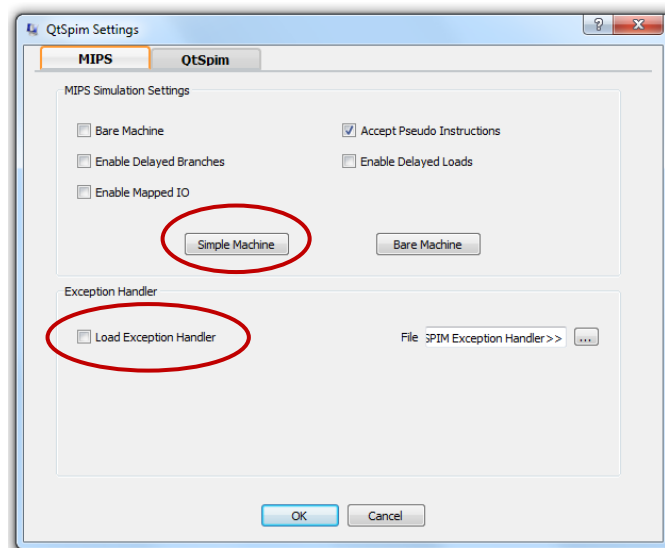 QtSpim Settings
MIPS QtSpim
MIPS Simulation Settings
Bare Machine Accept Pseudo Instructions
Enable Delayed Branches Enable Delayed Loads
Enable Mapped IO
Simple Machine Bare Machine
Exception Handler
Load Exception Handler File SPIM Exception Handler>> ...
OK Cancel